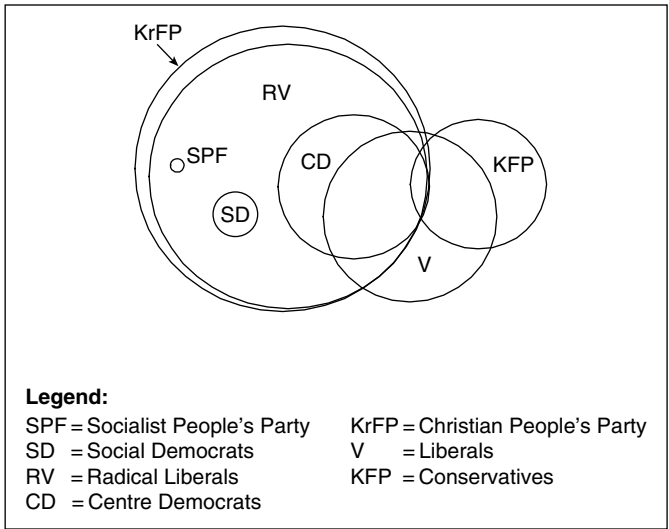 KrFP
RV
SPF
CD
KFP
SD
V
Legend:
SPF = Socialist People's Party
SD = Social Democrats
RV = Radical Liberals
CD = Centre Democrats
KrFP = Christian People's Party
V = Liberals
KFP = Conservatives